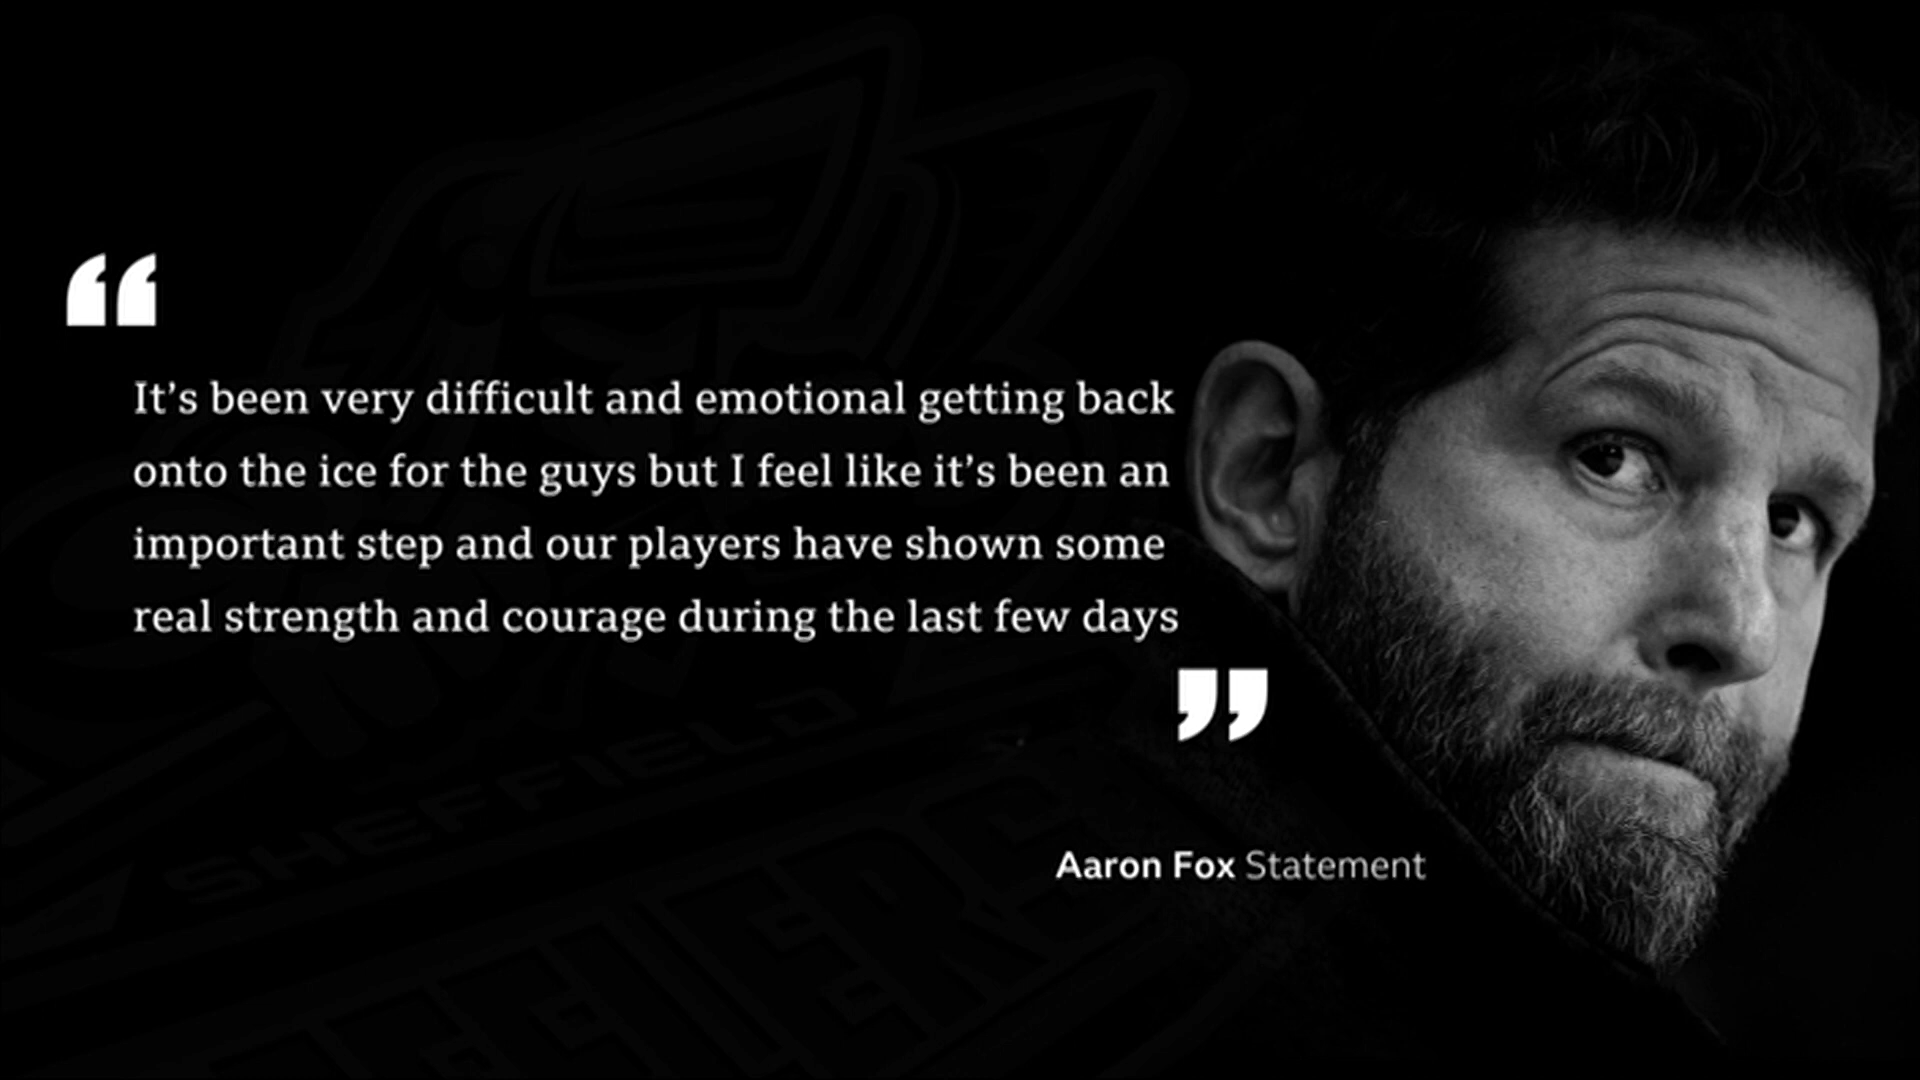 “
It’s been very difficult and emotional getting back
onto the ice for the guys but I feel like it’s been an
important step and our players have shown some
real strength and courage during the last few days
”
Aaron Fox Statement
SHEFFIELD
STEELERS